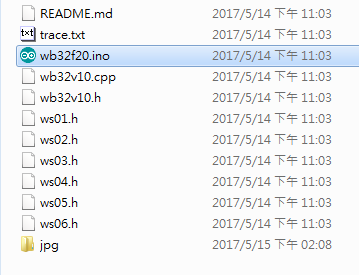 README.md 2017/5/14 下午 11:03
trace.txt 2017/5/14 下午 11:03
wb32f20.ino 2017/5/14 下午 11:03
wb32v10.cpp 2017/5/14 下午 11:03
wb32v10.h 2017/5/14 下午 11:03
ws01.h 2017/5/14 下午 11:03
ws02.h 2017/5/14 下午 11:03
ws03.h 2017/5/14 下午 11:03
ws04.h 2017/5/14 下午 11:03
ws05.h 2017/5/14 下午 11:03
ws06.h 2017/5/14 下午 11:03
jpg 2017/5/15 下午 02:08